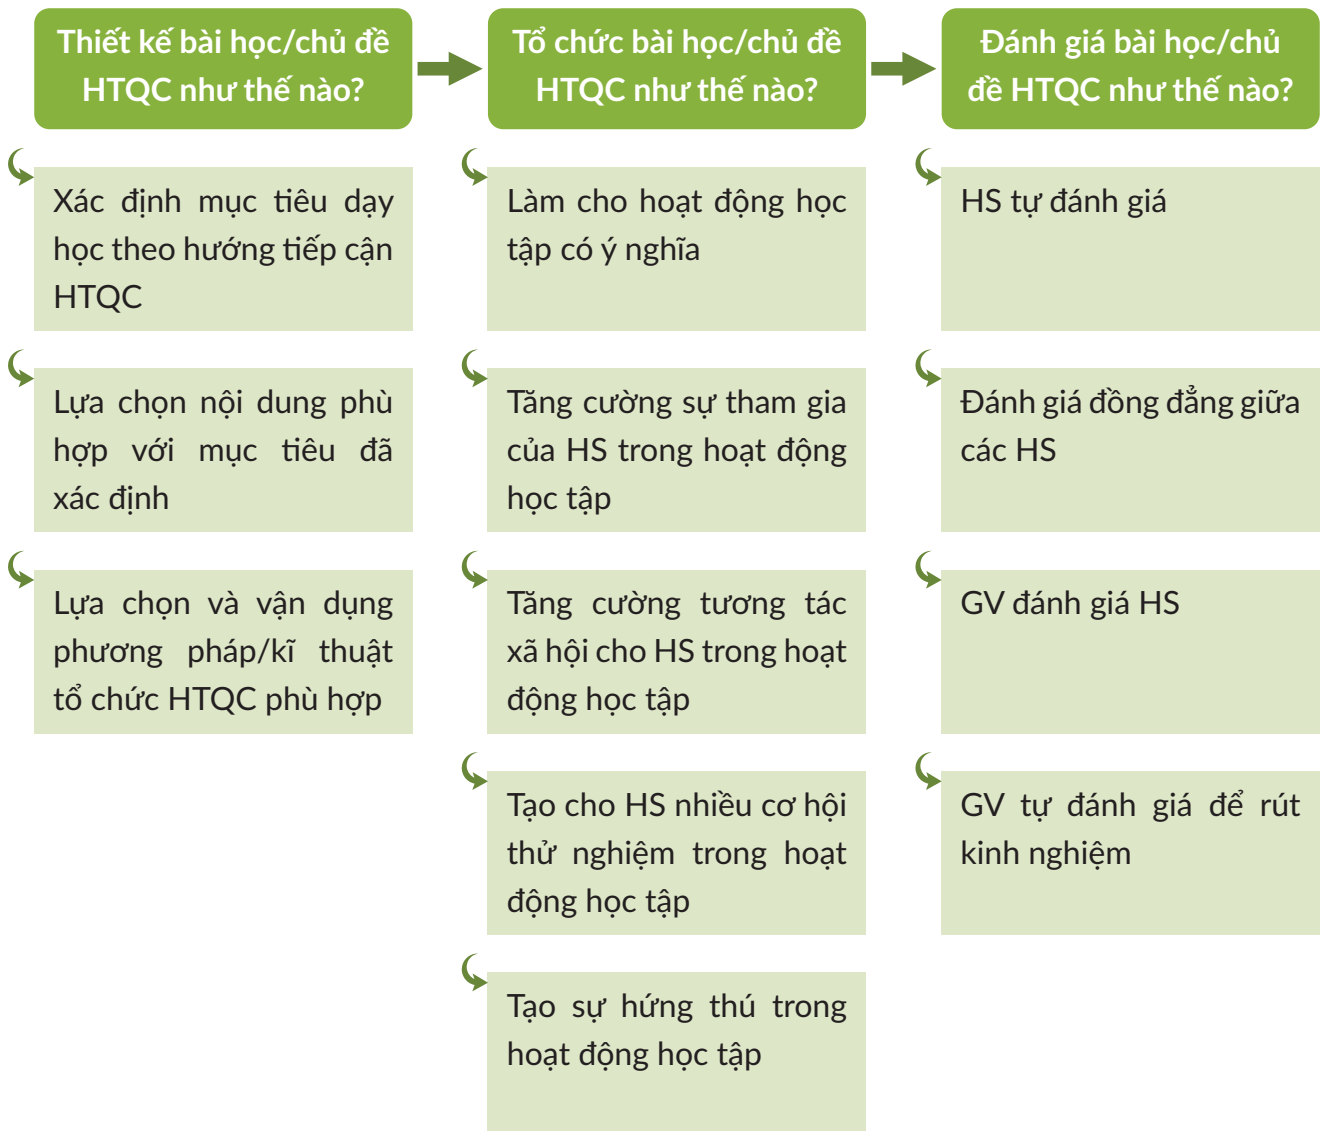 Thiết kế bài học/chủ đề
HTQC như thế nào?
Xác định mục tiêu dạy
học theo hướng tiếp cận
HTQC
Lựa chọn nội dung phù
hợp với mục tiêu đã
xác định
Lựa chọn và vận dụng
phương pháp/kĩ thuật
tổ chức HTQC phù hợp
Tổ chức bài học/chủ đề
HTQC như thế nào?
Làm cho hoạt động học
tập có ý nghĩa
Tăng cường sự tham gia
của HS trong hoạt động
học tập
Tăng cường tương tác
xã hội cho HS trong hoạt
động học tập
Tạo cho HS nhiều cơ hội
thử nghiệm trong hoạt
động học tập
Tạo sự hứng thú trong
hoạt động học tập
Đánh giá bài học/chủ
đề HTQC như thế nào?
HS tự đánh giá
Đánh giá đồng đẳng giữa
các HS
GV đánh giá HS
GV tự đánh giá để rút
kinh nghiệm